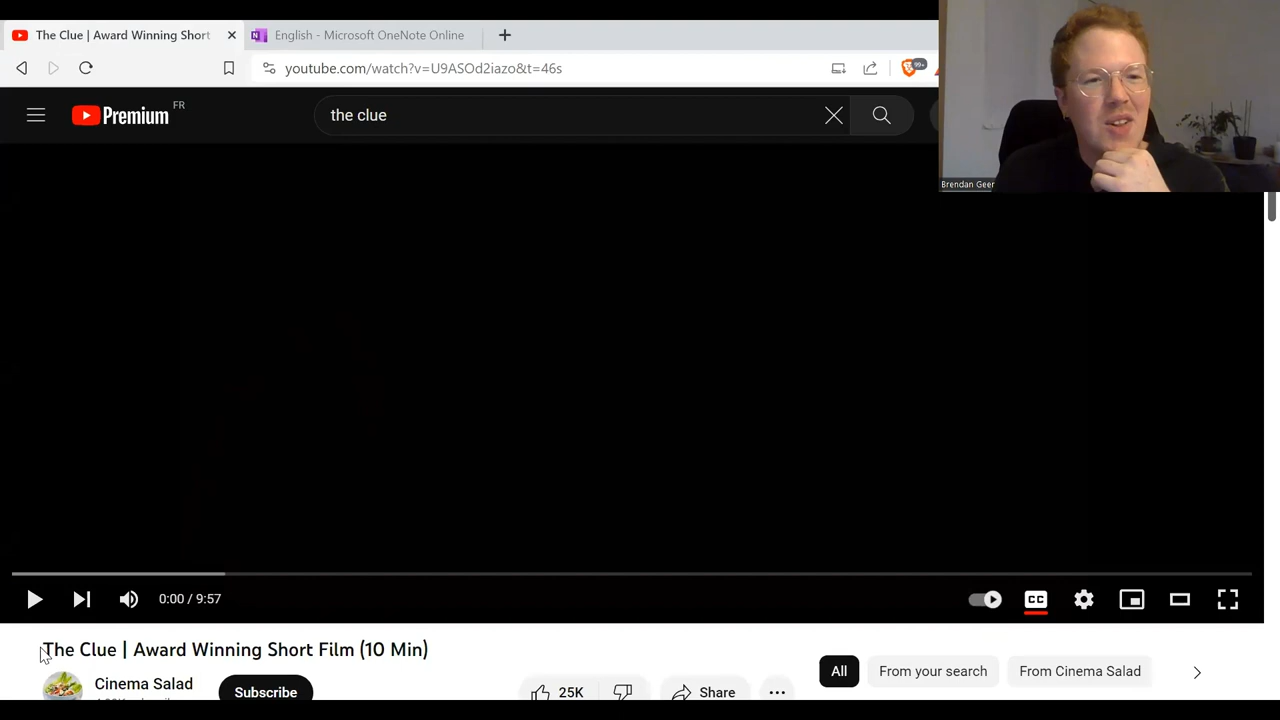 The Clue | Award Winning Short
English - Microsoft OneNote Online
youtube.com/watch?v=U9ASOd2iazo&t=46s
99+
Premium FR
the clue
Brendan Geer
0:00 / 9:57
CC
The Clue | Award Winning Short Film (10 Min)
Cinema Salad
Subscribe
25K
Share
All
From your search
From Cinema Salad